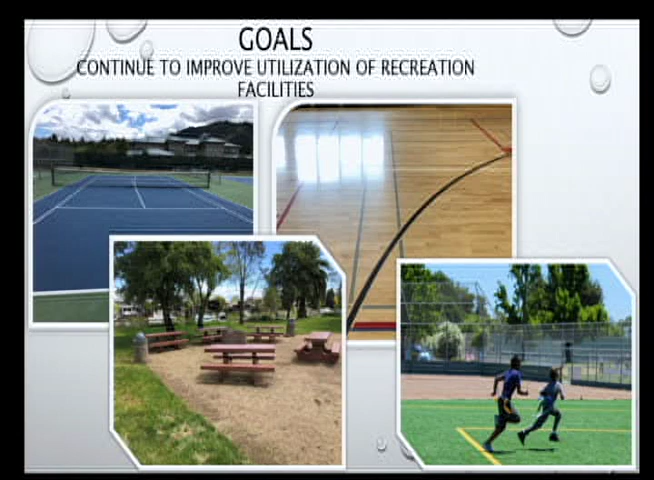 GOALS
CONTINUE TO IMPROVE UTILIZATION OF RECREATION
FACILITIES